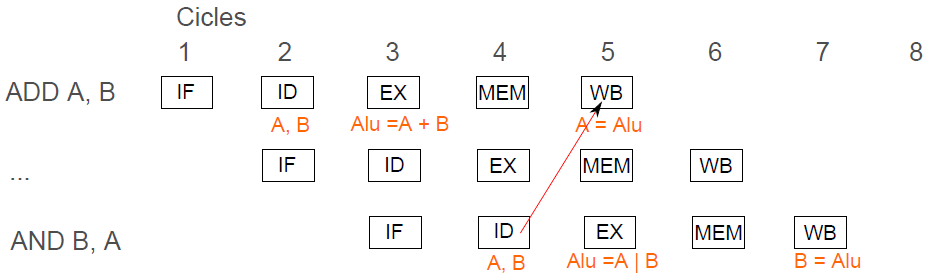 Cicles
1 2 3 4 5 6 7 8
ADD A, B IF ID EX MEM WB
A, B Alu =A + B A = Alu
... IF ID EX MEM WB
AND B, A IF ID EX MEM WB
A, B Alu =A | B B = Alu